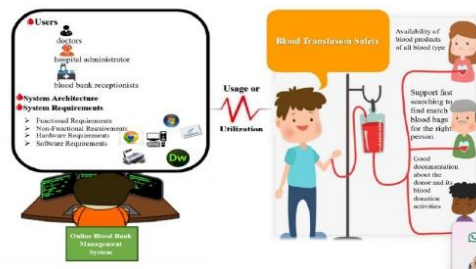 Users
doctors
hospital administrator
blood bank receptionists
System Architecture
System Requirements
Functional Requirements
Non-Functional Requirements
Hardware Requirements
Software Requirements
Dw
Online Blood Bank
Management
System
Usage or
Utilization
Blood Transfusion Safety
Availability of
blood products
of all blood type
Support fast
searching to
find match
blood bags
for the right
person
Good
documentation
about the
donor and its
blood
donation
activities